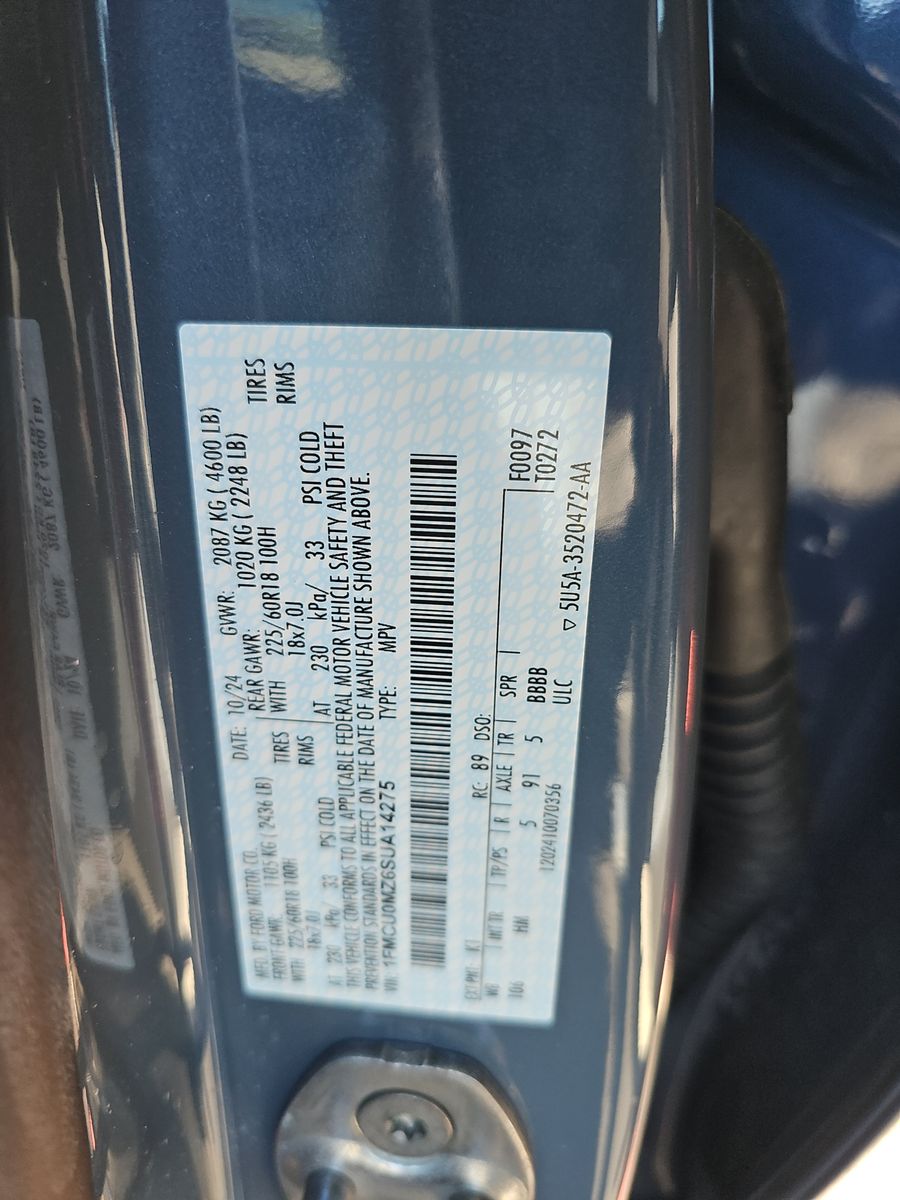 MFD. BY FORD MOTOR CO. DATE: 10/24 GVWR: 2087 KG ( 4600 LB)
FRONT GAWR: 1105 KG ( 2436 LB) REAR GAWR: 1020 KG ( 2248 LB)
WITH 225/60R18 100H TIRES WITH 225/60R18 100H TIRES
18x7.0J RIMS 18x7.0J RIMS
AT 230 kPa/ 33 PSI COLD AT 230 kPa/ 33 PSI COLD
THIS VEHICLE CONFORMS TO ALL APPLICABLE FEDERAL MOTOR VEHICLE SAFETY AND THEFT
PREVENTION STANDARDS IN EFFECT ON THE DATE OF MANUFACTURE SHOWN ABOVE.
VIN: 1FMCU0MZ6SUA14275 TYPE: MPV
EXT PNT: K1 RC: 89 DSO:
WB INT TR TP/PS R AXLE TR SPR F0097
106 HH 5 91 5 BBBB T0272
1202410070356 ULC ▽ 5U5A-3520472-AA